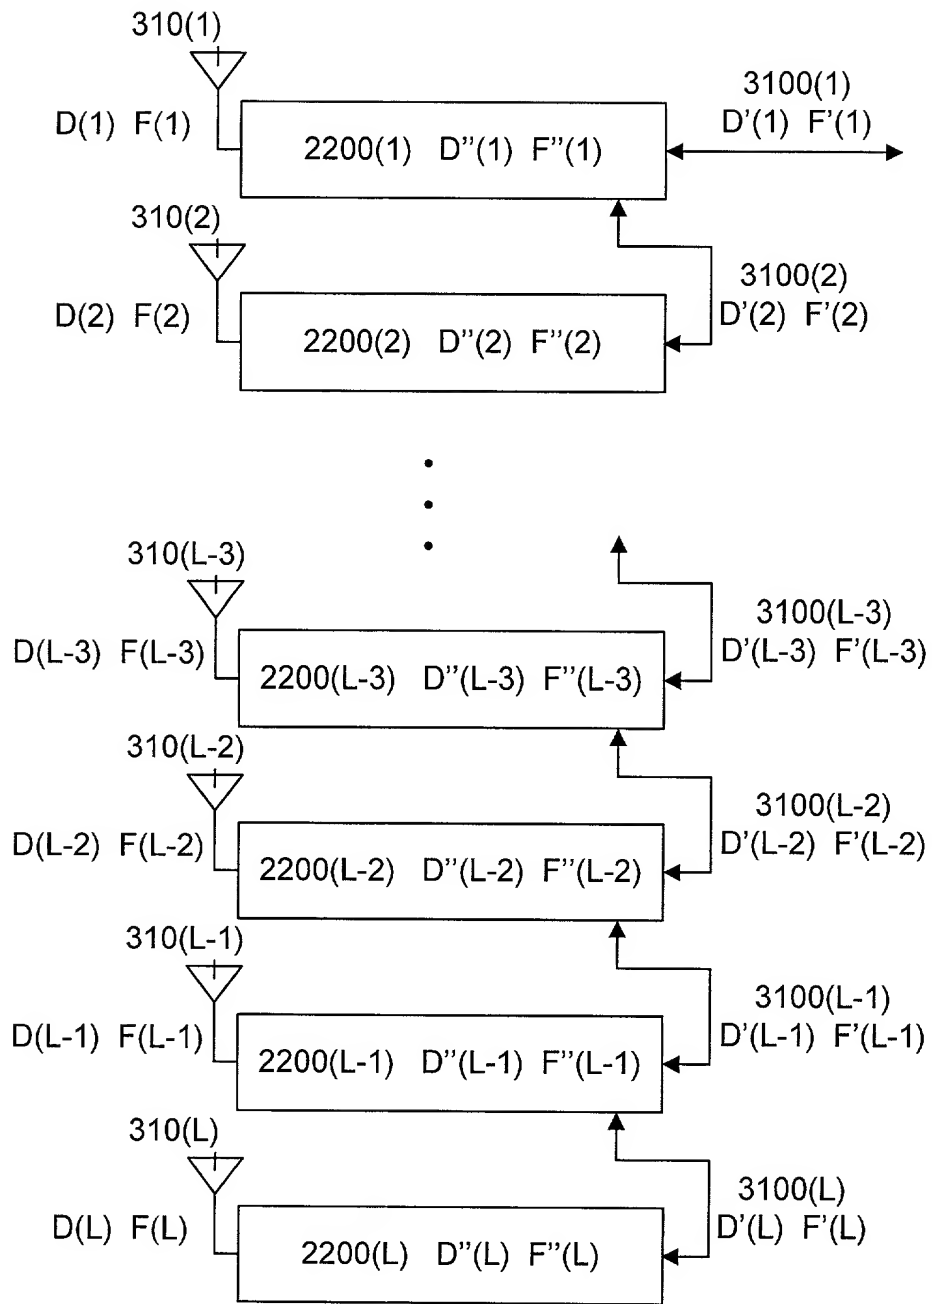 310(1)
D(1) F(1)
2200(1) D''(1) F''(1)
3100(1)
D'(1) F'(1)
310(2)
D(2) F(2)
2200(2) D''(2) F''(2)
3100(2)
D'(2) F'(2)
310(L-3)
D(L-3) F(L-3)
2200(L-3) D''(L-3) F''(L-3)
3100(L-3)
D'(L-3) F'(L-3)
310(L-2)
D(L-2) F(L-2)
2200(L-2) D''(L-2) F''(L-2)
3100(L-2)
D'(L-2) F'(L-2)
310(L-1)
D(L-1) F(L-1)
2200(L-1) D''(L-1) F''(L-1)
3100(L-1)
D'(L-1) F'(L-1)
310(L)
D(L) F(L)
2200(L) D''(L) F''(L)
3100(L)
D'(L) F'(L)